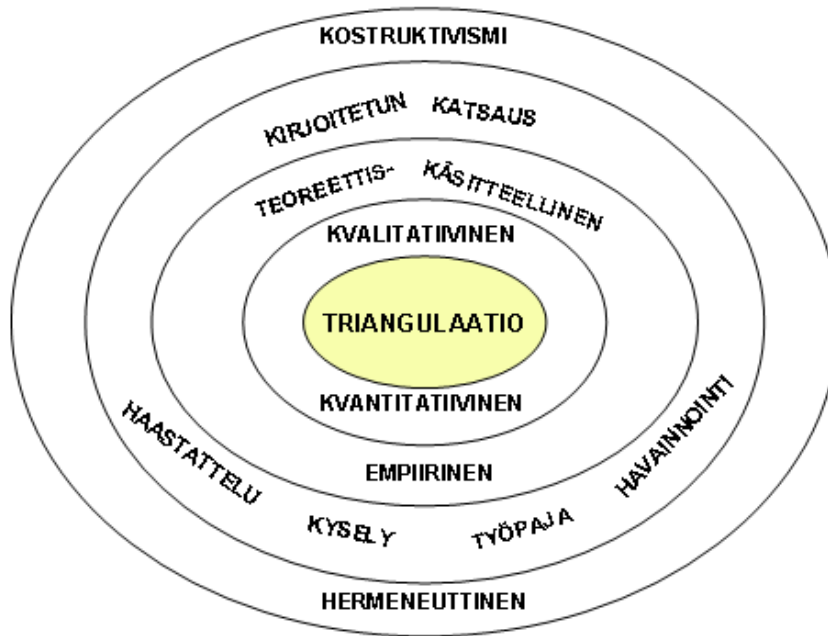 KOSTRUKTIVISMI
KIRJOITETUN KATSAUS
TEOREETTIS- KÄSITTEELLINEN
KVALITATIIVINEN
TRIANGULAATIO
KVANTITATIIVINEN
EMPIIRINEN
HAASTATTELU KYSELY TYÖPAJA HAVAINNOINTI
HERMENEUTTINEN